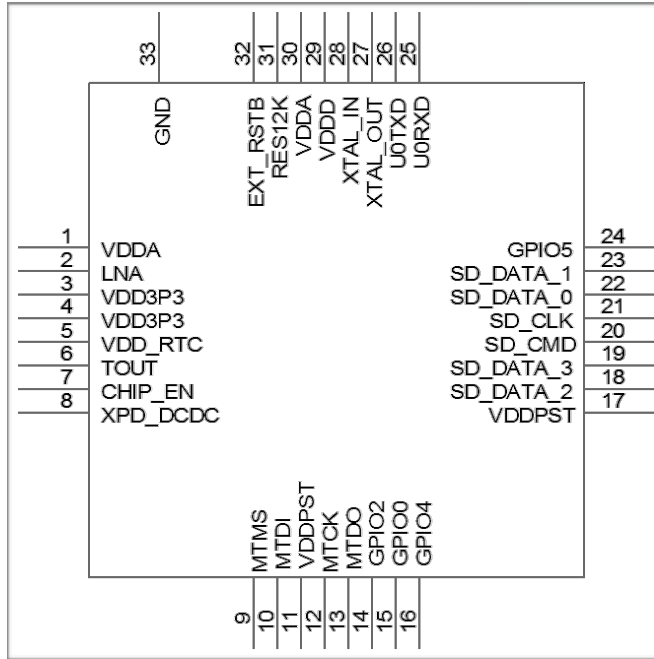 33
32
31
30
29
28
27
26
25
GND
EXT_RSTB
RES12K
VDDA
VDDD
XTAL_IN
XTAL_OUT
U0TXD
U0RXD
1 VDDA
2 LNA
3 VDD3P3
4 VDD3P3
5 VDD_RTC
6 TOUT
7 CHIP_EN
8 XPD_DCDC
GPIO5 24
SD_DATA_1 23
SD_DATA_0 22
SD_CLK 21
SD_CMD 20
SD_DATA_3 19
SD_DATA_2 18
VDDPST 17
MTMS
MTDI
VDDPST
MTCK
MTDO
GPIO2
GPIO0
GPIO4
9
10
11
12
13
14
15
16